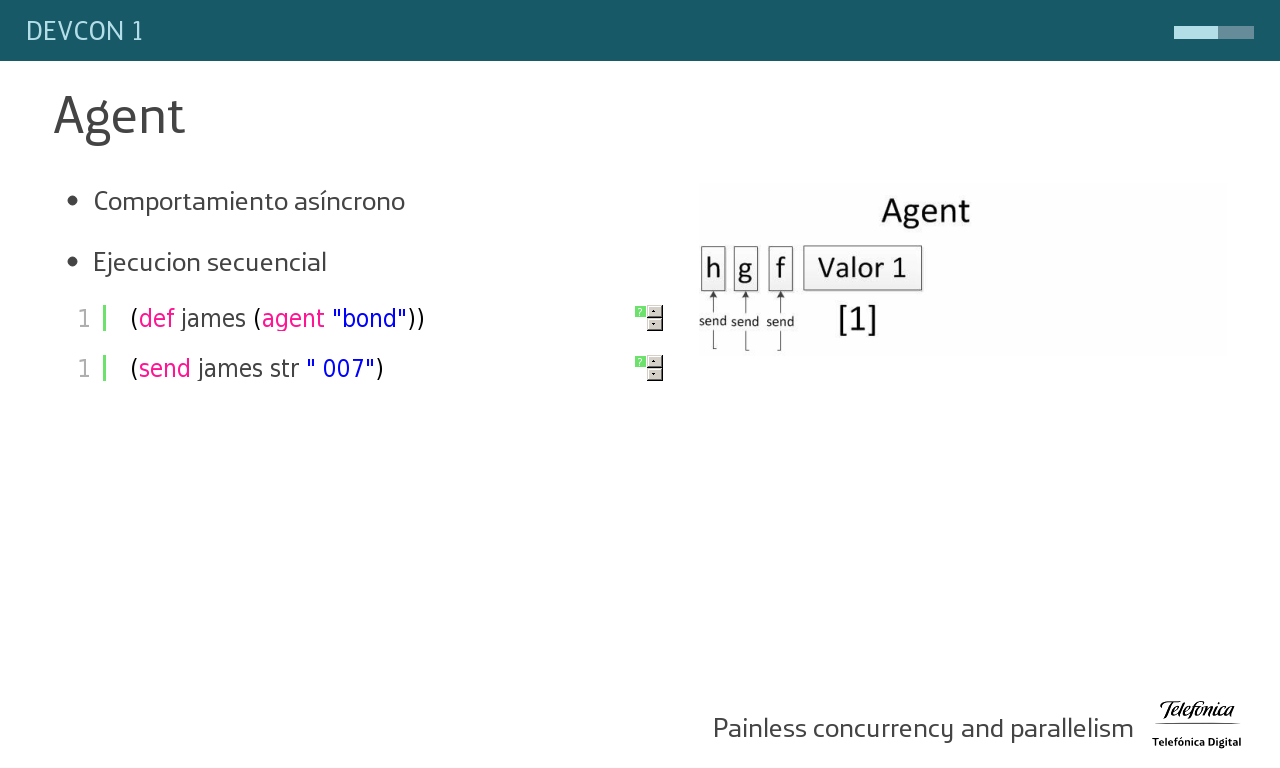 DEVCON 1
Agent
• Comportamiento asíncrono
• Ejecucion secuencial
1 (def james (agent "bond"))
?
1 (send james str " 007")
?
Agent
h g f Valor 1
send send send [1]
Painless concurrency and parallelism
Telefónica
Telefónica Digital